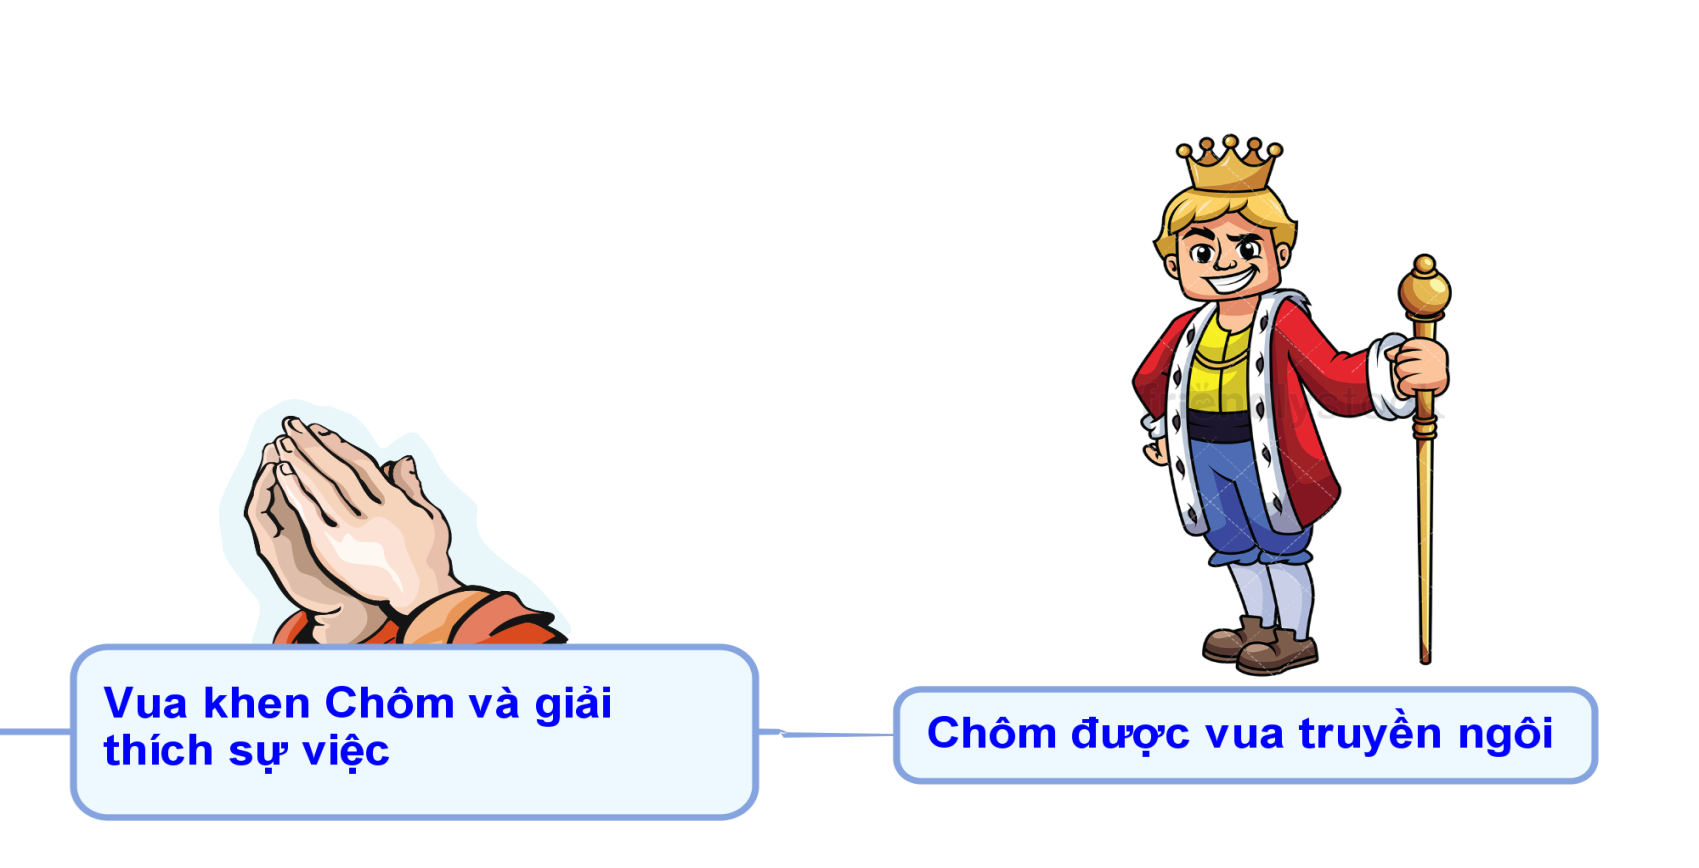 Vua khen Chôm và giải
thích sự việc
Chôm được vua truyền ngôi